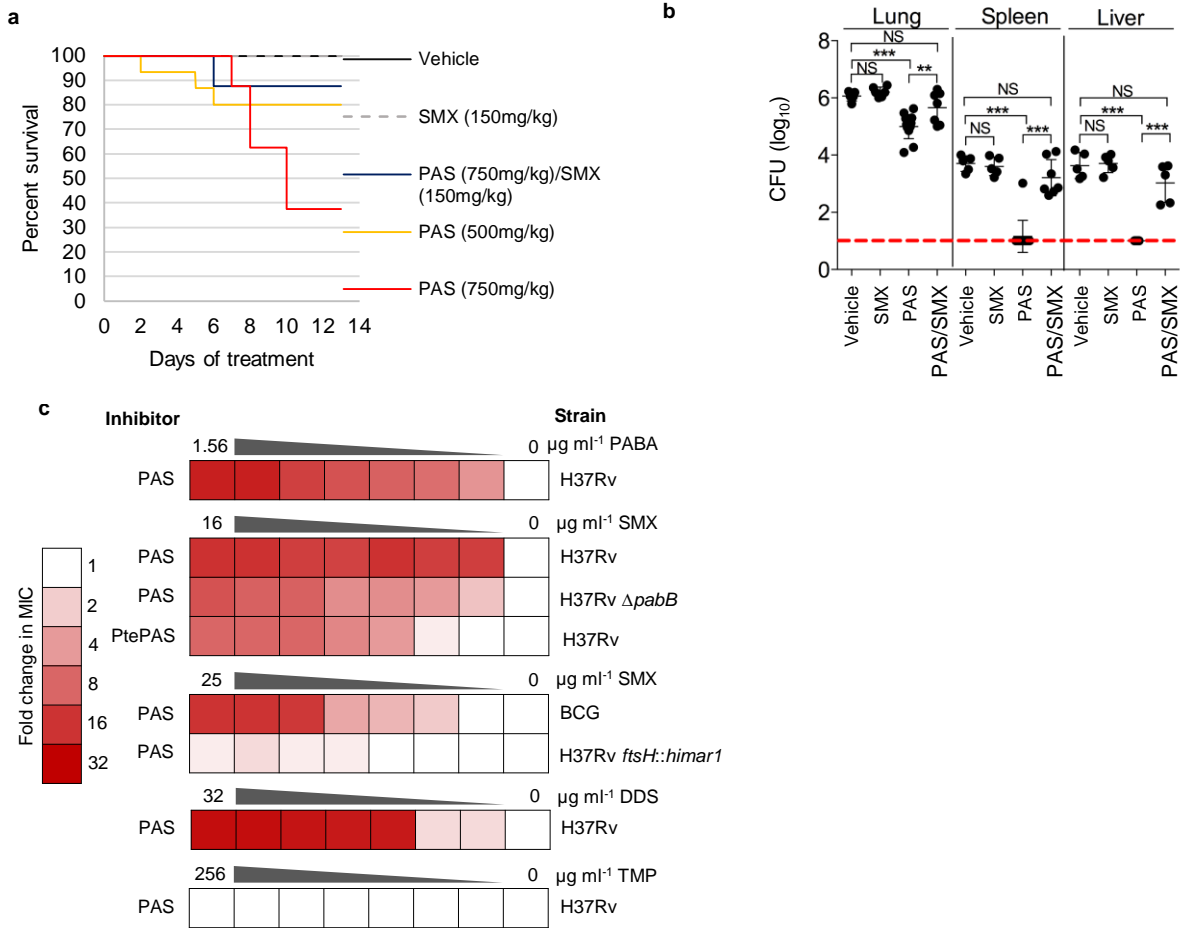 a
Percent survival
100
90
80
70
60
50
40
30
20
10
0
0 2 4 6 8 10 12 14
Days of treatment
Vehicle
SMX (150mg/kg)
PAS (750mg/kg)/SMX
(150mg/kg)
PAS (500mg/kg)
PAS (750mg/kg)
b
Lung Spleen Liver
CFU (log10)
8
6
4
2
0
NS
***
NS **
NS
***
NS ***
NS
***
NS ***
Vehicle SMX PAS PAS/SMX Vehicle SMX PAS PAS/SMX Vehicle SMX PAS PAS/SMX
c
Inhibitor Strain
1.56 0 µg ml-1 PABA
PAS H37Rv
16 0 µg ml-1 SMX
PAS H37Rv
PAS H37Rv ΔpabB
PtePAS H37Rv
25 0 µg ml-1 SMX
PAS BCG
PAS H37Rv ftsH::himar1
32 0 µg ml-1 DDS
PAS H37Rv
256 0 µg ml-1 TMP
PAS H37Rv
Fold change in MIC
1
2
4
8
16
32